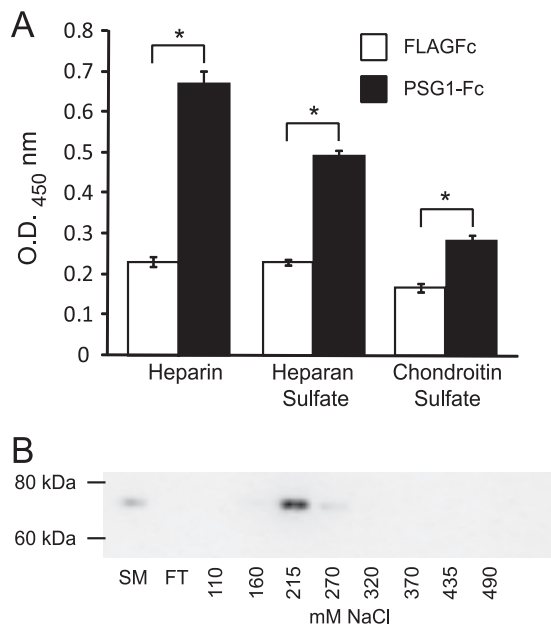 A
0.8
0.7
0.6
0.5
0.4
0.3
0.2
0.1
0
O.D. 450 nm
*
*
*
FLAGFc
PSG1-Fc
Heparin
Heparan
Sulfate
Chondroitin
Sulfate
B
80 kDa
60 kDa
SM FT 110 160 215 270 320 370 435 490
mM NaCl